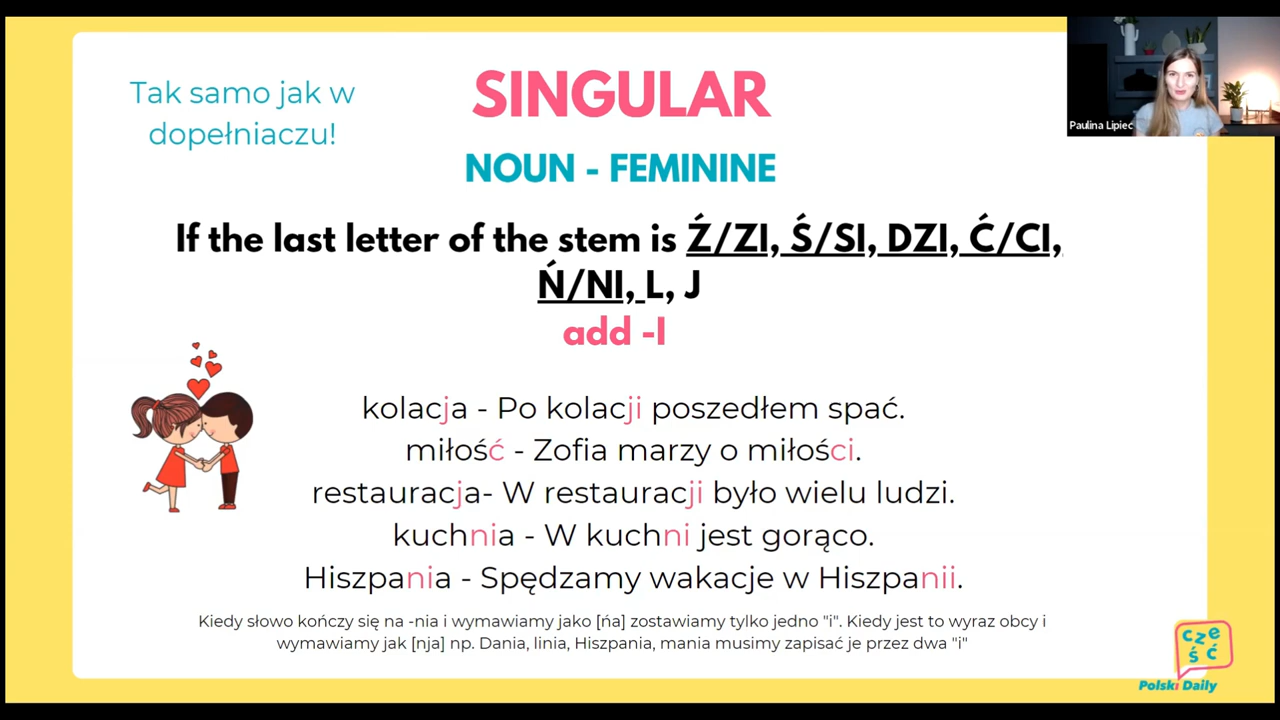 Tak samo jak w
dopełniaczu!
SINGULAR
NOUN - FEMININE
If the last letter of the stem is Ź/ZI, Ś/SI, DZI, Ć/CI,
Ń/NI, L, J
add -I
kolacja - Po kolacji poszedłem spać.
miłość - Zofia marzy o miłości.
restauracja- W restauracji było wielu ludzi.
kuchnia - W kuchni jest gorąco.
Hiszpania - Spędzamy wakacje w Hiszpanii.
Kiedy słowo kończy się na -nia i wymawiamy jako [ńa] zostawiamy tylko jedno "i". Kiedy jest to wyraz obcy i
wymawiamy jak [nja] np. Dania, linia, Hiszpania, mania musimy zapisać je przez dwa "i"
Paulina Lipiec
cześć
Polski Daily